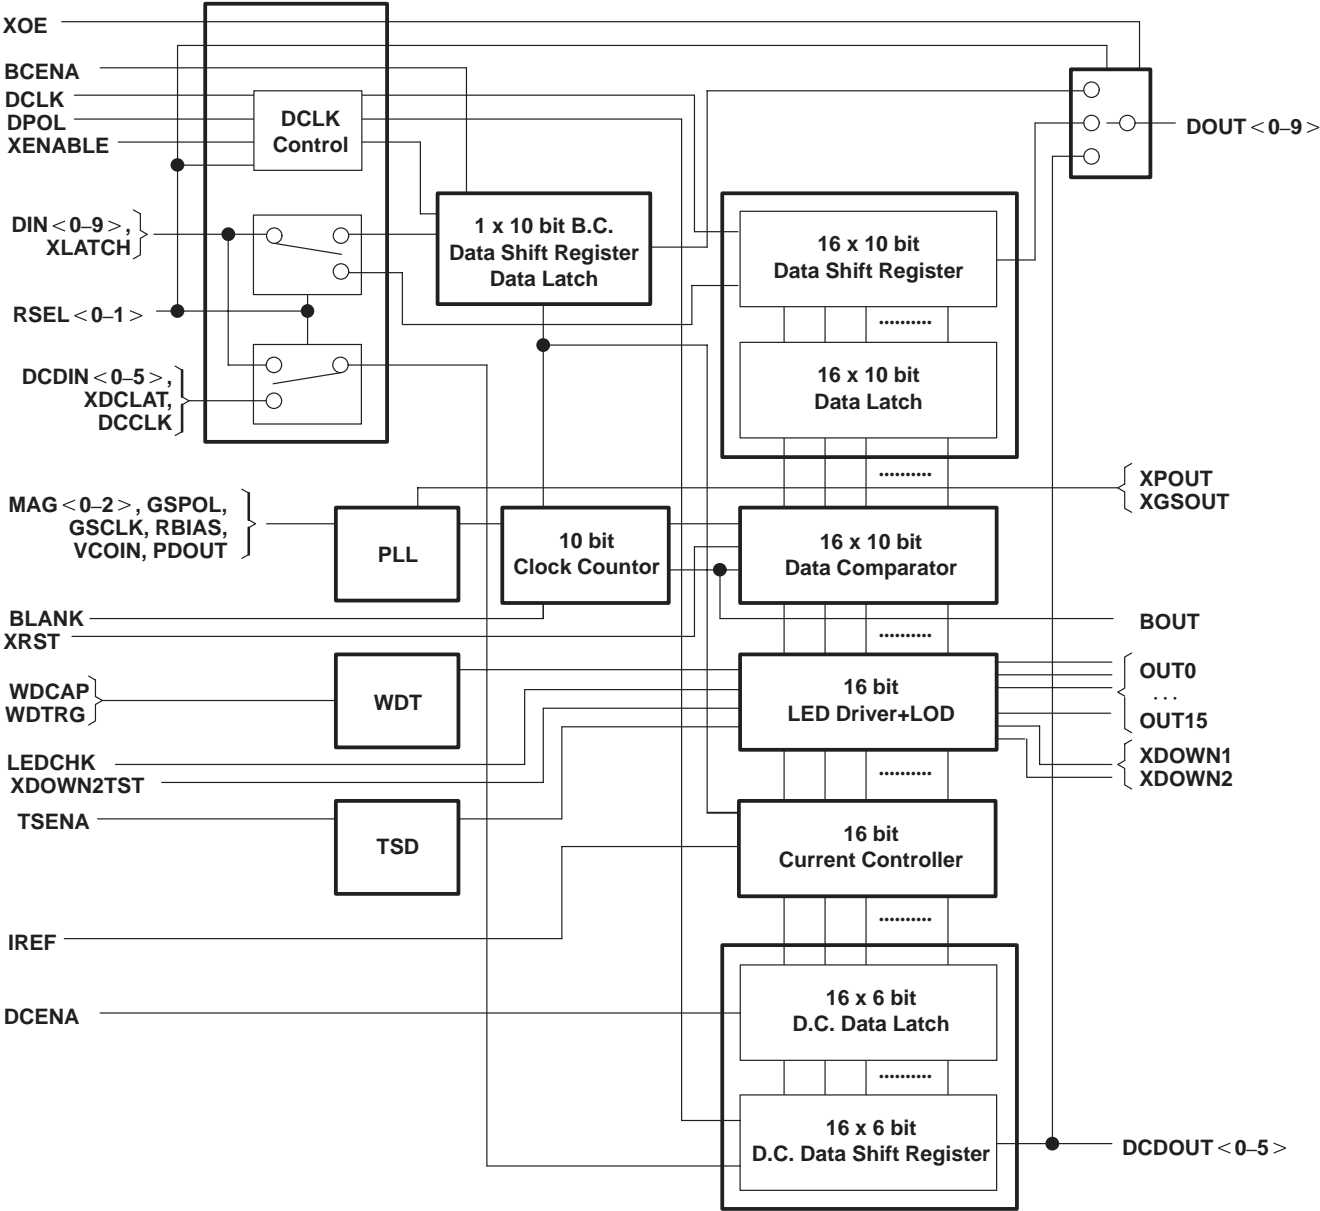 XOE
BCENA
DCLK
DPOL
XENABLE
DCLK
Control
DOUT<0–9>
DIN<0–9>,
XLATCH
1 x 10 bit B.C.
Data Shift Register
Data Latch
16 x 10 bit
Data Shift Register
..........
RSEL<0–1>
DCDIN<0–5>,
XDCLAT,
DCCLK
16 x 10 bit
Data Latch
..........
MAG<0–2>, GSPOL,
GSCLK, RBIAS,
VCOIN, PDOUT
PLL
10 bit
Clock Countor
16 x 10 bit
Data Comparator
XPOUT
XGSOUT
BLANK
XRST
..........
BOUT
WDCAP
WDTRG
WDT
16 bit
LED Driver+LOD
OUT0
...
OUT15
LEDCHK
XDOWN2TST
..........
XDOWN1
XDOWN2
TSENA
TSD
16 bit
Current Controller
..........
IREF
DCENA
16 x 6 bit
D.C. Data Latch
..........
16 x 6 bit
D.C. Data Shift Register
DCDOUT<0–5>